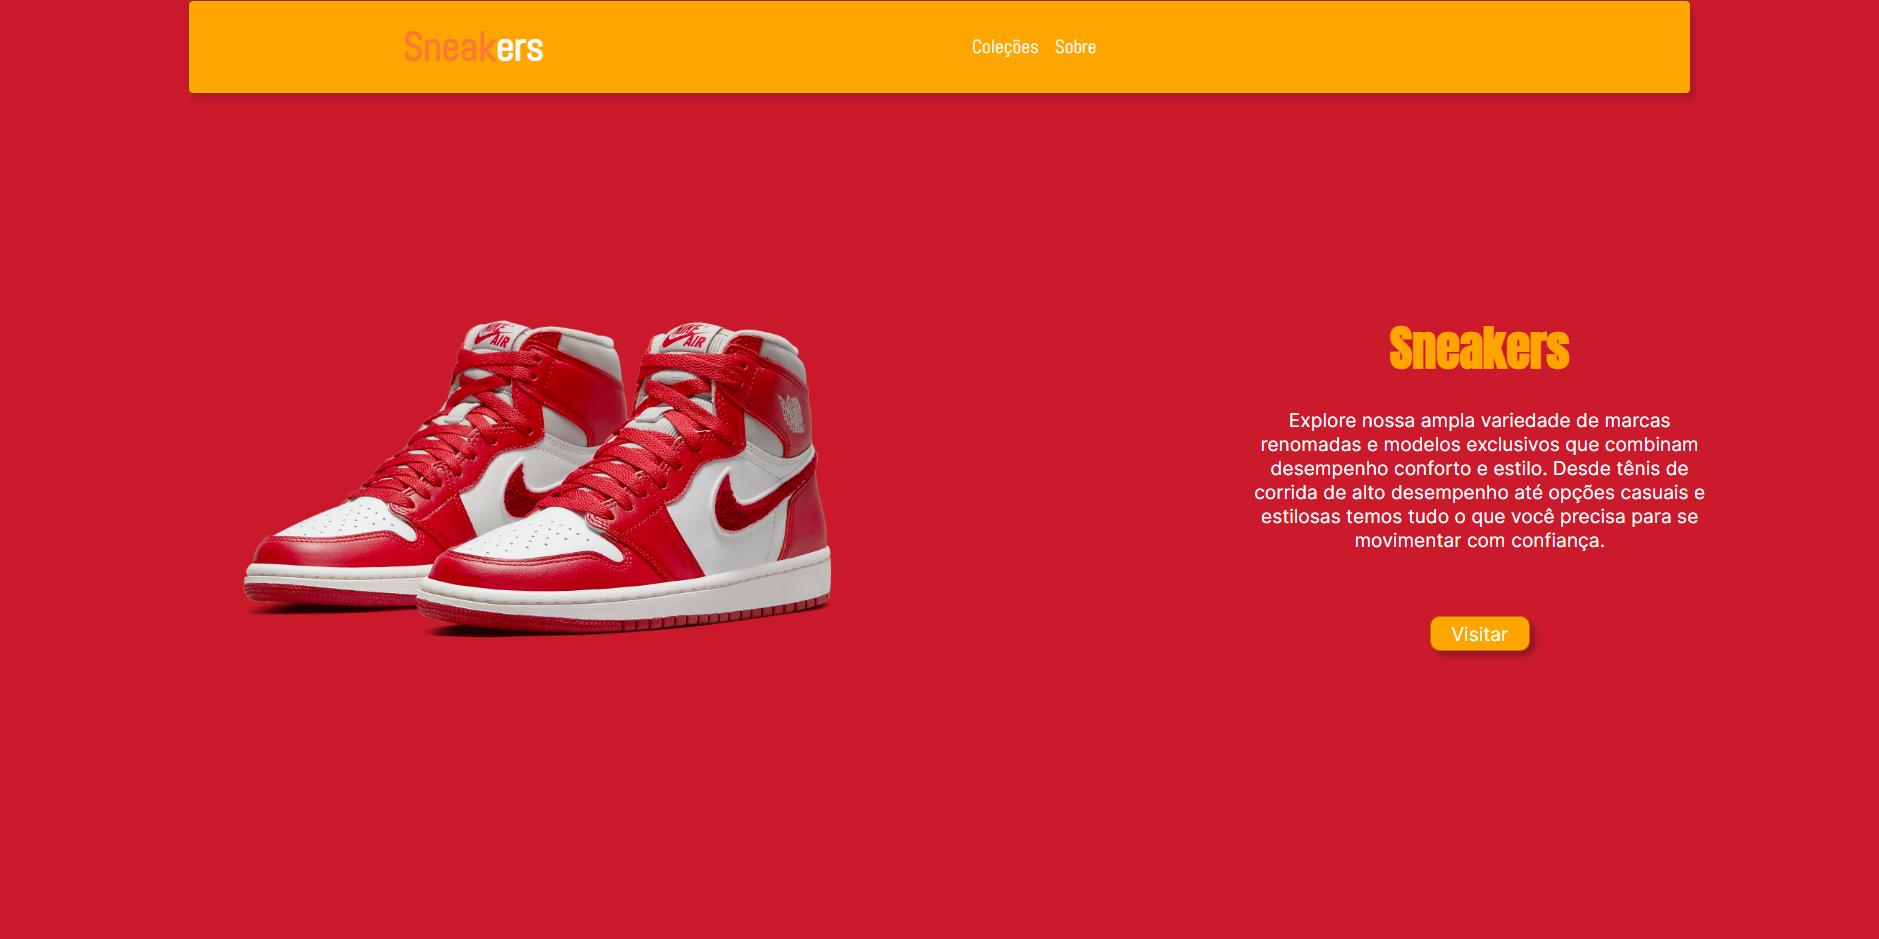 Sneakers
Coleções Sobre
NIKE
AIR
NIKE
AIR
Sneakers
Explore nossa ampla variedade de marcas
renomadas e modelos exclusivos que combinam
desempenho conforto e estilo. Desde tênis de
corrida de alto desempenho até opções casuais e
estilosas temos tudo o que você precisa para se
movimentar com confiança.
Visitar